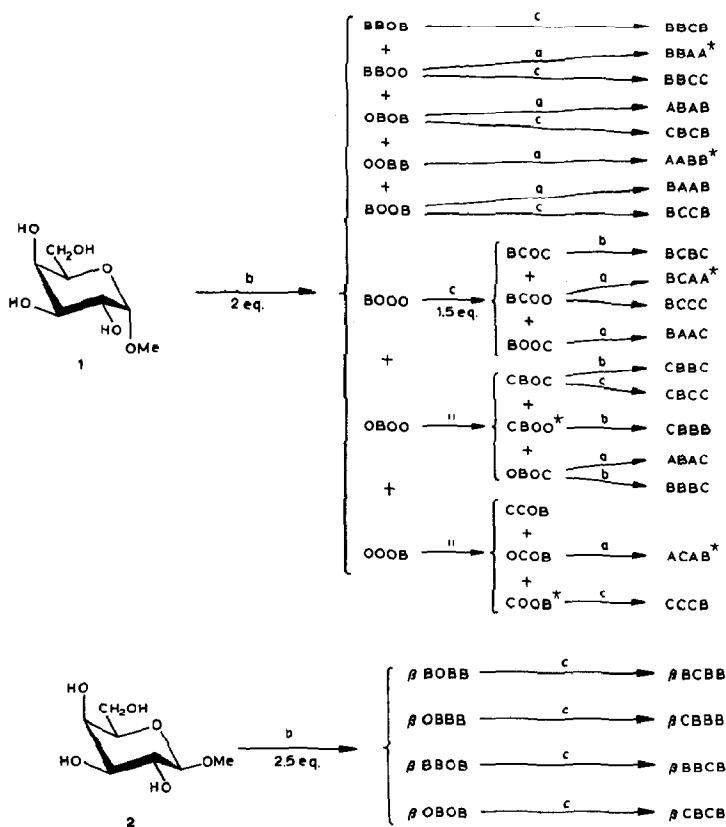 BBOB c BBCB
+
BBOO a BBAA*
c BBCC
+
OBOB a ABAB
c CBCB
+
OOBB a AABB*
+
BOOB a BAAB
c BCCB
HO
CH₂OH
O
HO
HO
OMe
1
b
2 eq.
BOOO c
1.5 eq.
BCOC b BCBC
+
BCOO a BCAA*
BCCC
+
BOOC a BAAC
+
OBOO "
CBOC b CBBC
c CBCC
+
CBOO* b CBBB
+
OBOC a ABAC
b BBBC
+
OOOB "
CCOB
+
OCOB a ACAB*
+
COOB* c CCCB
HO
CH₂OH
O
HO
OMe
HO
2
b
2.5 eq.
β BOBB c β BCBB
β OBBB c β CBBB
β BBOB c β BBCB
β OBOB c β CBCB